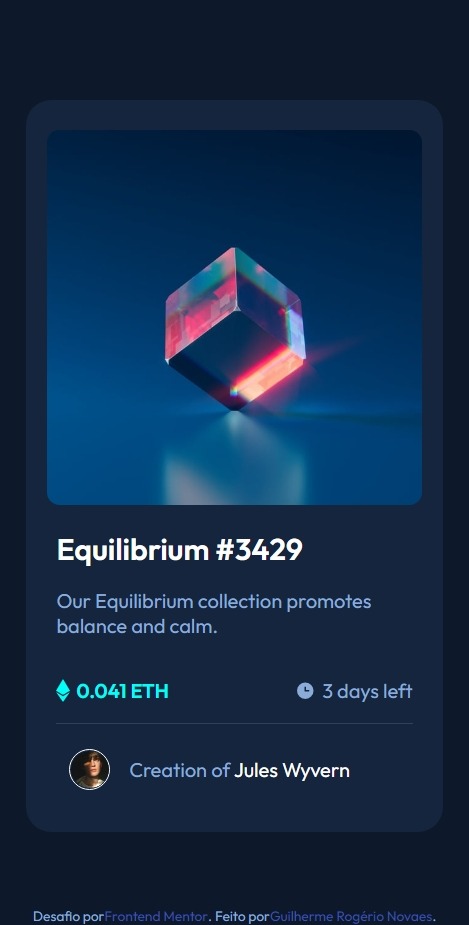 Equilibrium #3429
Our Equilibrium collection promotes
balance and calm.
0.041 ETH
3 days left
Creation of Jules Wyvern
Desafio porFrontend Mentor. Feito porGuilherme Rogério Novaes.